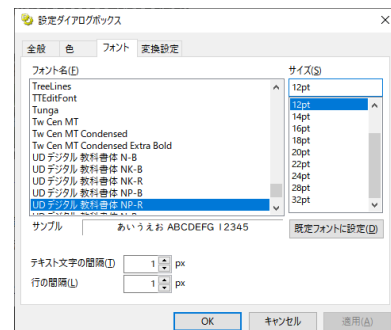 設定ダイアログボックス
全般 色 フォント 変換設定
フォント名(F)
サイズ(S)
TreeLines
TTEditFont
Tunga
Tw Cen MT
Tw Cen MT Condensed
Tw Cen MT Condensed Extra Bold
UD デジタル 教科書体 N-B
UD デジタル 教科書体 NK-B
UD デジタル 教科書体 NK-R
UD デジタル 教科書体 NP-B
UD デジタル 教科書体 NP-R
12pt
12pt
14pt
16pt
18pt
20pt
22pt
24pt
28pt
32pt
サンプル
あいうえお ABCDEFG 12345
既定フォントに設定(D)
テキスト文字の間隔(T) 1 px
行の間隔(L) 1 px
OK キャンセル 適用(A)